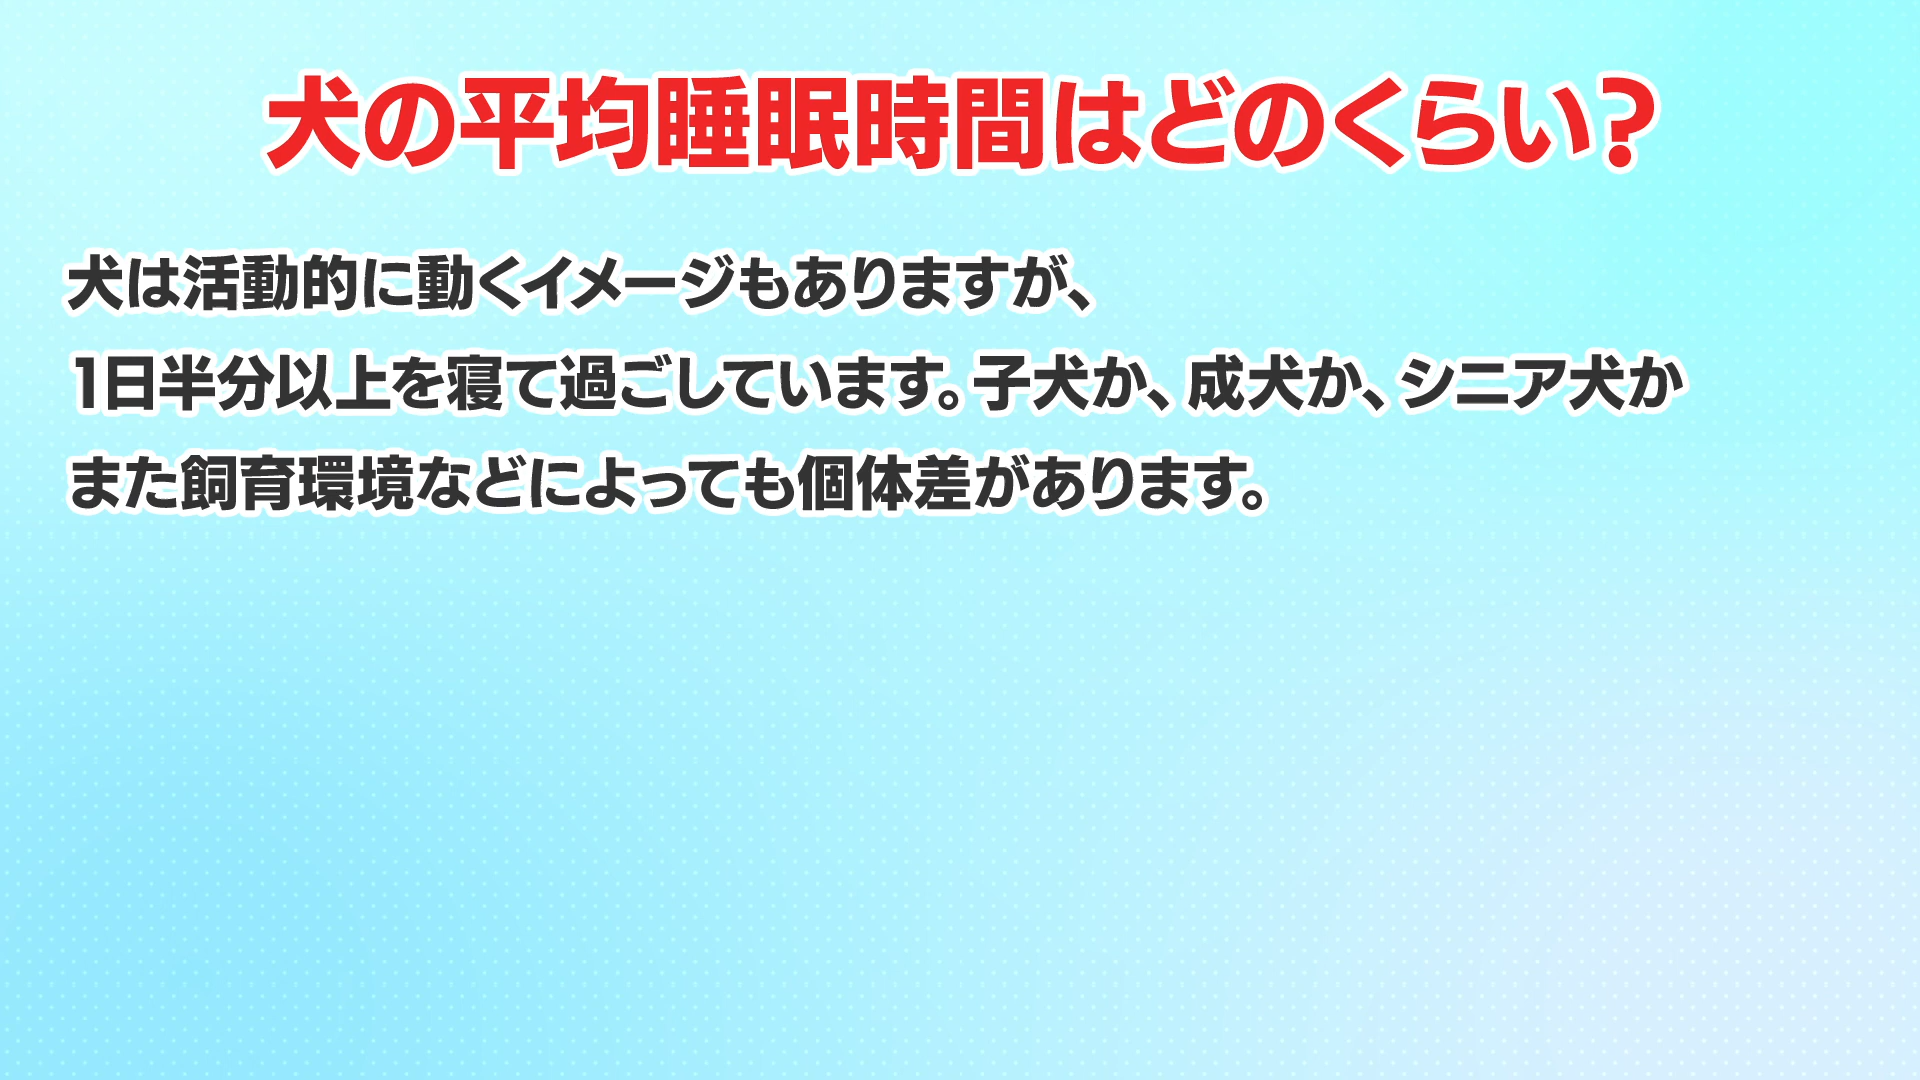 犬の平均睡眠時間はどのくらい?
犬は活動的に動くイメージもありますが、
1日半分以上を寝て過ごしています。子犬か、成犬か、シニア犬か
また飼育環境などによっても個体差があります。